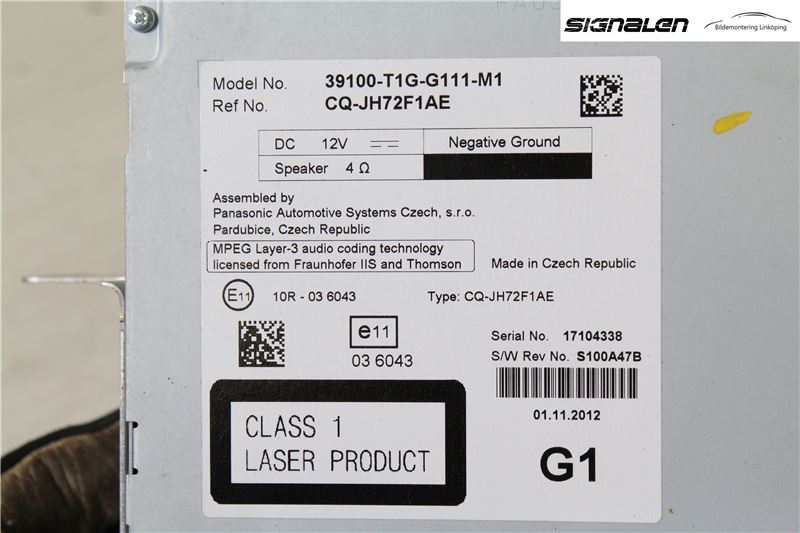 SIGNALEN
Bildemontering Linköping
Model No. 39100-T1G-G111-M1
Ref No. CQ-JH72F1AE
DC 12V Negative Ground
Speaker 4 Ω
Assembled by
Panasonic Automotive Systems Czech, s.r.o.
Pardubice, Czech Republic
MPEG Layer-3 audio coding technology
licensed from Fraunhofer IIS and Thomson
Made in Czech Republic
E11 10R - 03 6043 Type: CQ-JH72F1AE
e11
03 6043
Serial No. 17104338
S/W Rev No. S100A47B
01.11.2012
CLASS 1
LASER PRODUCT
G1